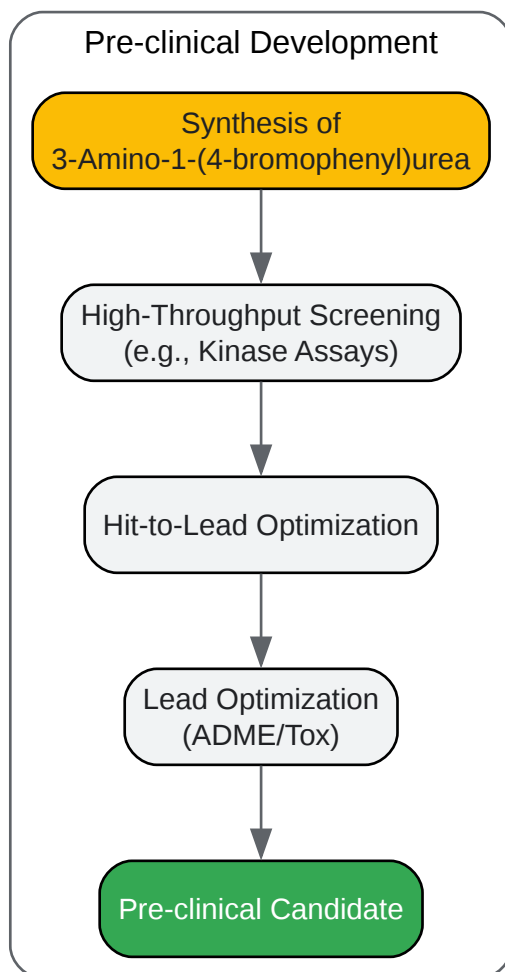 Pre-clinical Development
Synthesis of
3-Amino-1-(4-bromophenyl)urea
High-Throughput Screening
(e.g., Kinase Assays)
Hit-to-Lead Optimization
Lead Optimization
(ADME/Tox)
Pre-clinical Candidate